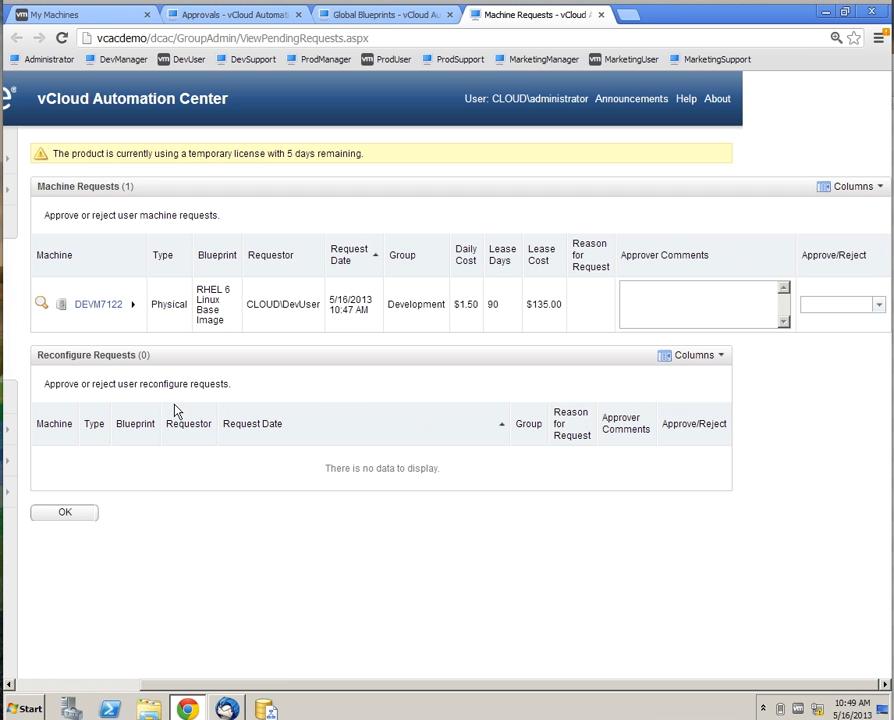 My Machines
Approvals - vCloud Automati
Global Blueprints - vCloud Au
Machine Requests - vCloud A
vcacdemo/dcac/GroupAdmin/ViewPendingRequests.aspx
Administrator DevManager DevUser DevSupport ProdManager ProdUser ProdSupport MarketingManager MarketingUser MarketingSupport
e® vCloud Automation Center User: CLOUD\administrator Announcements Help About
The product is currently using a temporary license with 5 days remaining.
Machine Requests (1) Columns
Approve or reject user machine requests.
Machine Type Blueprint Requestor Request Date Group Daily Cost Lease Days Lease Cost Reason for Request Approver Comments Approve/Reject
DEVM7122 Physical RHEL 6 Linux Base Image CLOUD\DevUser 5/16/2013 10:47 AM Development $1.50 90 $135.00
Reconfigure Requests (0) Columns
Approve or reject user reconfigure requests.
Machine Type Blueprint Requestor Request Date Group Reason for Request Approver Comments Approve/Reject
There is no data to display.
OK
Start
10:49 AM
5/16/2013